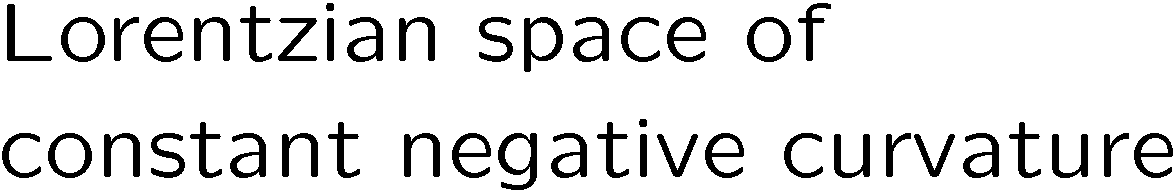 Lorentzian space of
constant negative curvature